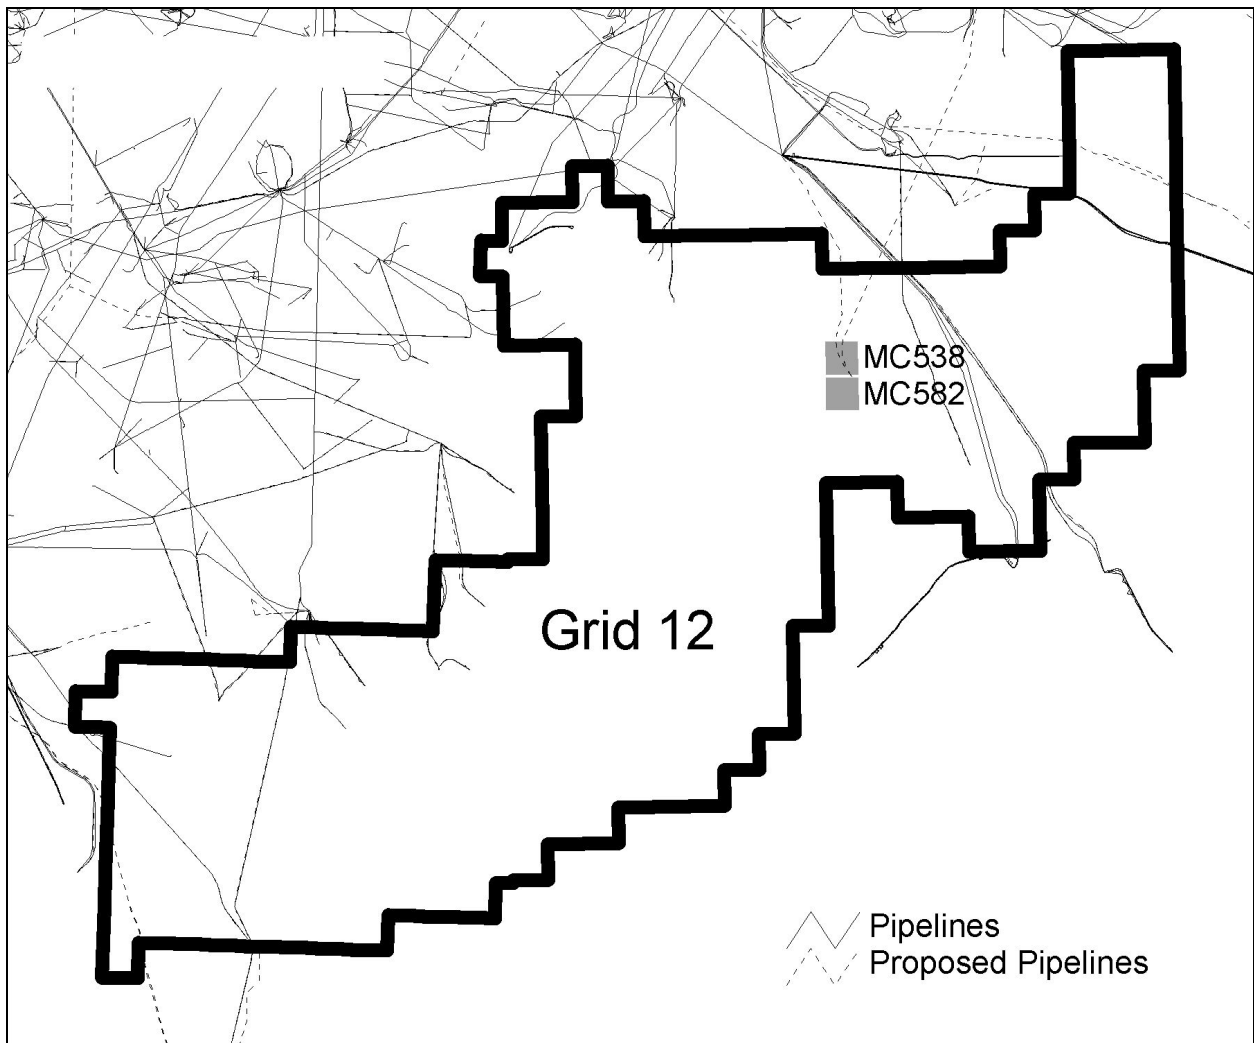 MC538
MC582
Grid 12
Pipelines
Proposed Pipelines